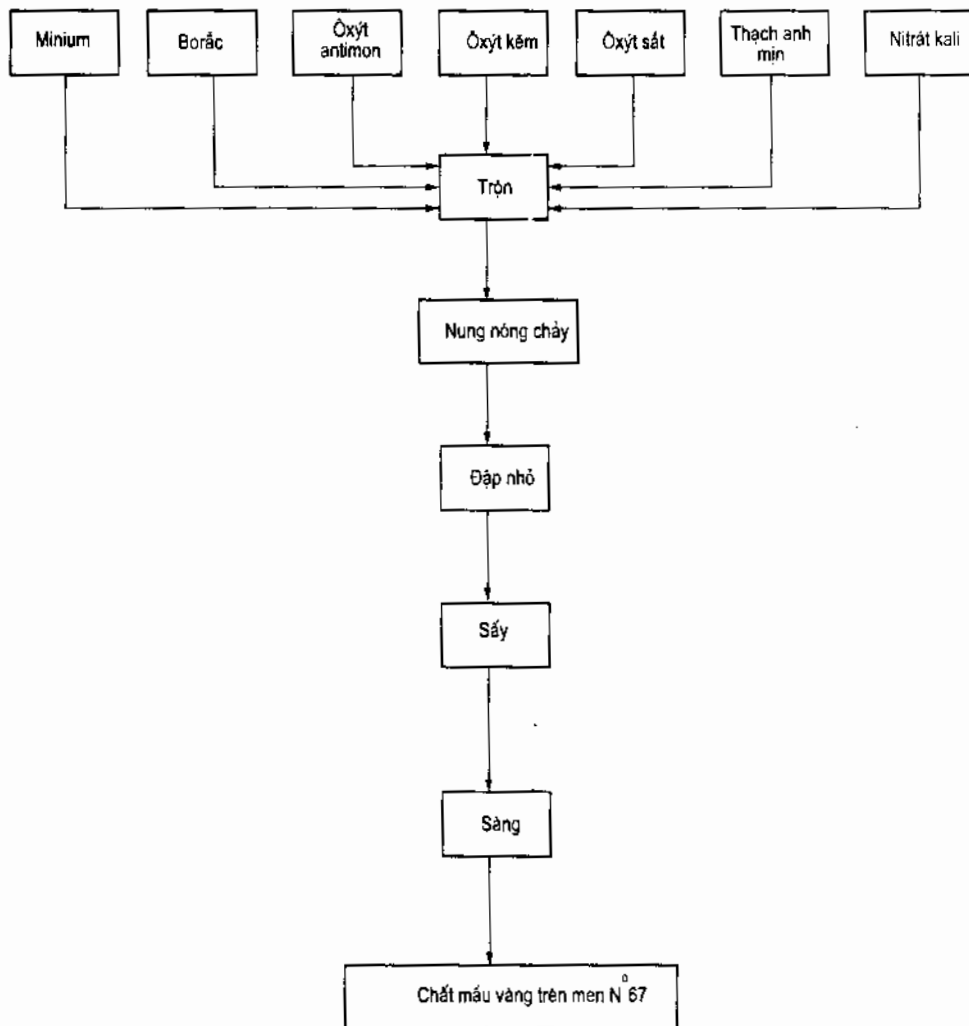 Minium
Borắc
Ôxýt
antimon
Ôxýt kẽm
Ôxýt sắt
Thạch anh
mịn
Nitrát kali
Trộn
Nung nóng chảy
Đập nhỏ
Sấy
Sàng
Chất mầu vàng trên men N° 67